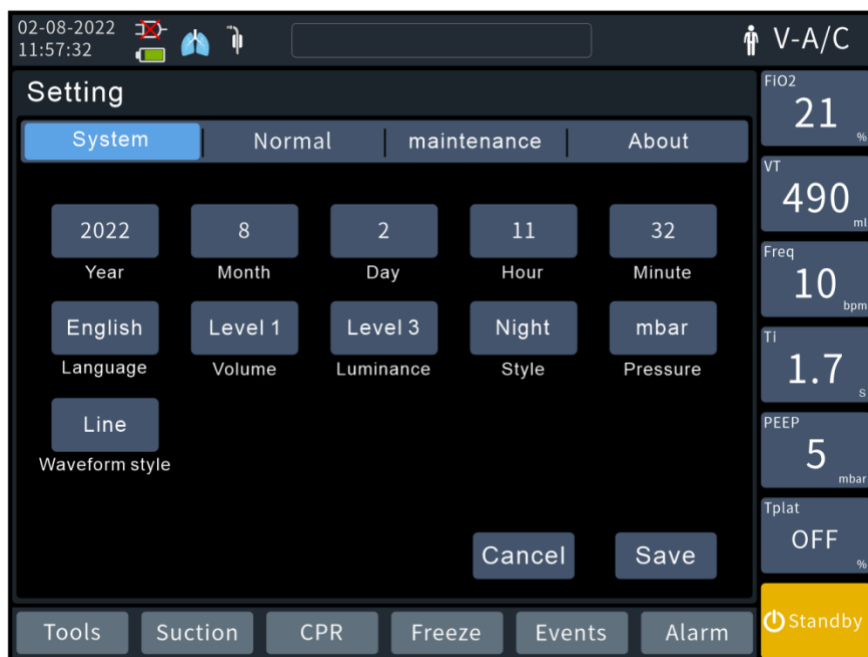 02-08-2022
11:57:32
V-A/C
Setting
System Normal maintenance About
2022 8 2 11 32
Year Month Day Hour Minute
English Level 1 Level 3 Night mbar
Language Volume Luminance Style Pressure
Line
Waveform style
Cancel Save
FiO2
21
%
VT
490
ml
Freq
10
bpm
Ti
1.7
s
PEEP
5
mbar
Tplat
OFF
%
Tools Suction CPR Freeze Events Alarm
Standby